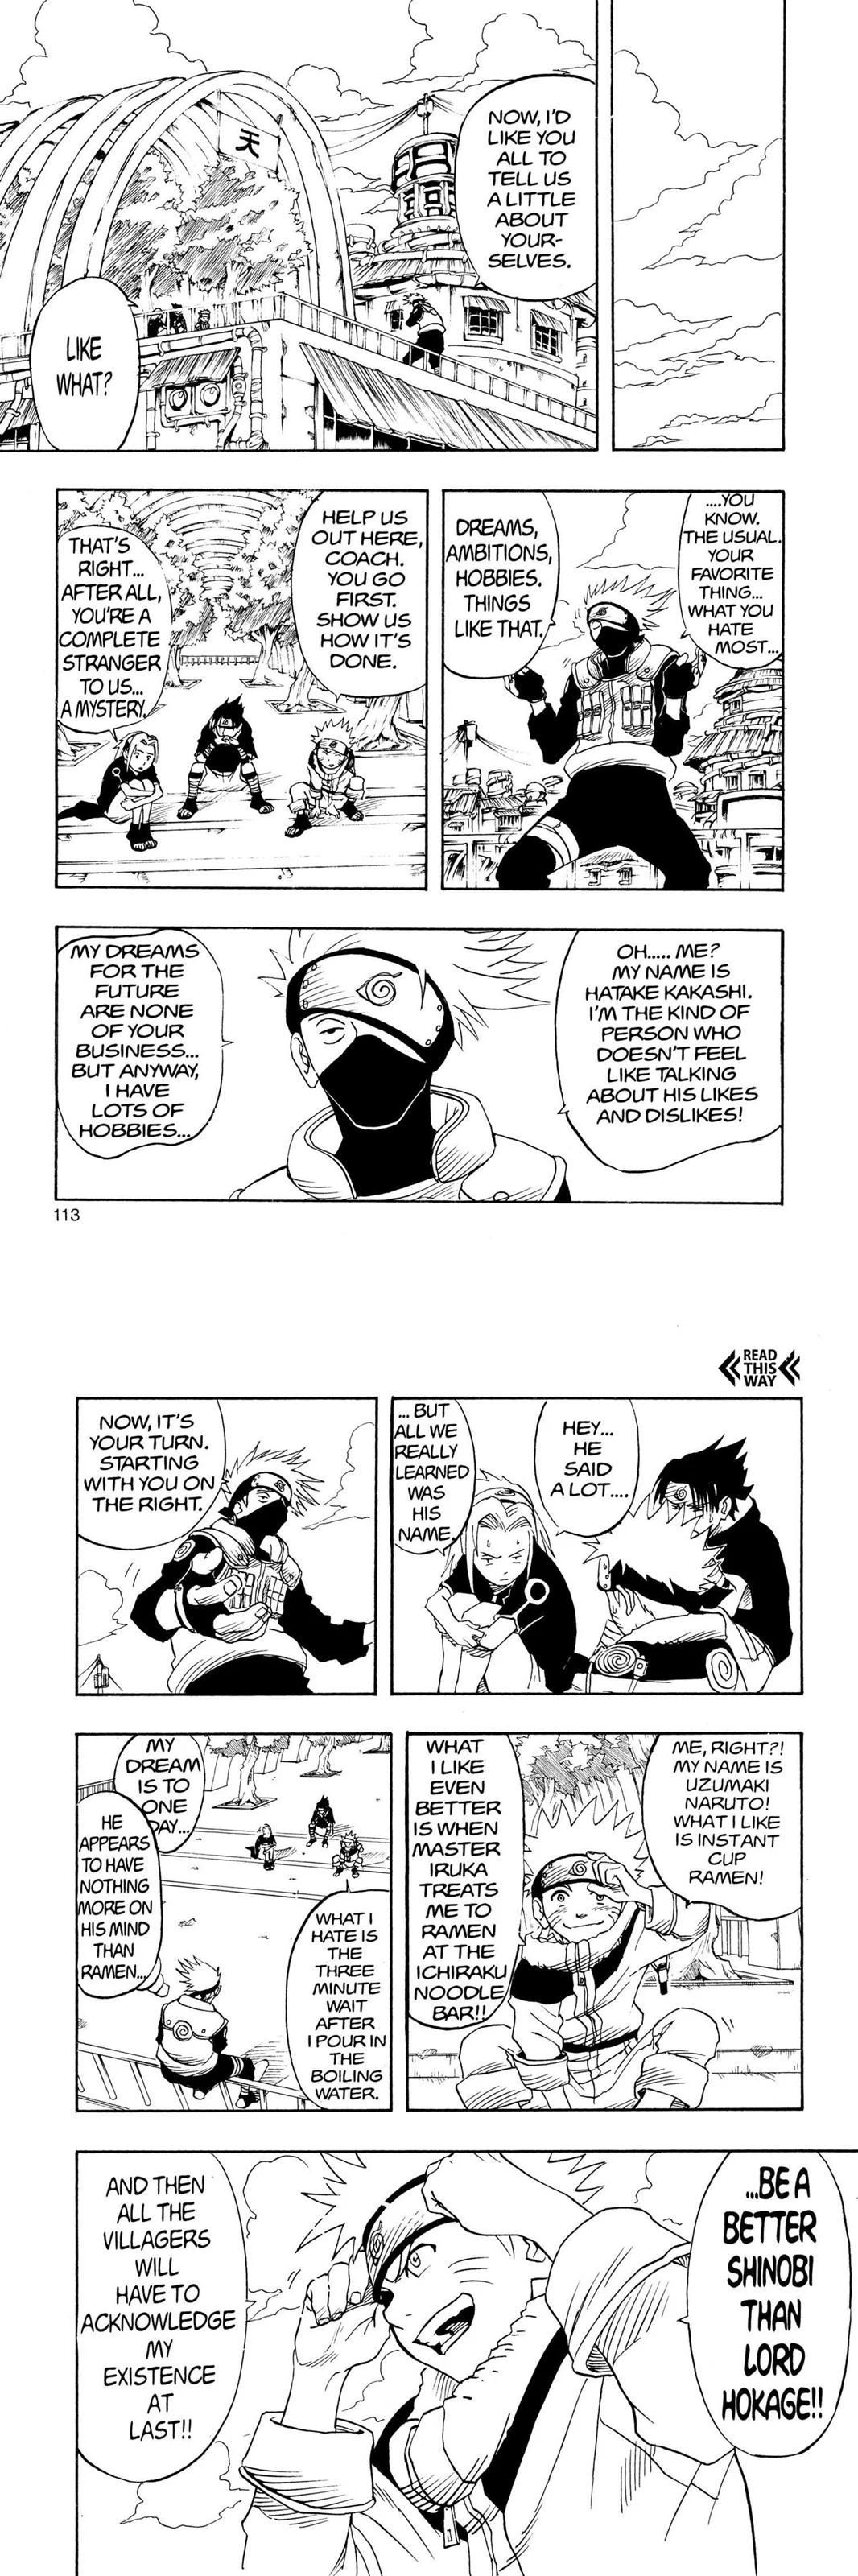 NOW, I'D
LIKE YOU
ALL TO
TELL US
A LITTLE
ABOUT
YOUR-
SELVES.
天
LIKE
WHAT?
....YOU
KNOW.
THE USUAL.
YOUR
FAVORITE
THING...
WHAT YOU
HATE
MOST...
DREAMS,
AMBITIONS,
HOBBIES.
THINGS
LIKE THAT.
HELP US
OUT HERE,
COACH.
YOU GO
FIRST.
SHOW US
HOW IT'S
DONE.
THAT'S
RIGHT...
AFTER ALL,
YOU'RE A
COMPLETE
STRANGER
TO US...
A MYSTERY.
OH..... ME?
MY NAME IS
HATAKE KAKASHI.
I'M THE KIND OF
PERSON WHO
DOESN'T FEEL
LIKE TALKING
ABOUT HIS LIKES
AND DISLIKES!
MY DREAMS
FOR THE
FUTURE
ARE NONE
OF YOUR
BUSINESS...
BUT ANYWAY,
I HAVE
LOTS OF
HOBBIES...
113
READ
THIS
WAY
HEY...
HE
SAID
A LOT....
... BUT
ALL WE
REALLY
LEARNED
WAS
HIS
NAME.
NOW, IT'S
YOUR TURN.
STARTING
WITH YOU ON
THE RIGHT.
ME, RIGHT?!
MY NAME IS
UZUMAKI
NARUTO!
WHAT I LIKE
IS INSTANT
CUP
RAMEN!
WHAT
I LIKE
EVEN
BETTER
IS WHEN
MASTER
IRUKA
TREATS
ME TO
RAMEN
AT THE
ICHIRAKU
NOODLE
BAR!!
WHAT I
HATE IS
THE
THREE
MINUTE
WAIT
AFTER
I POUR IN
THE
BOILING
WATER.
MY
DREAM
IS TO
ONE
DAY...
HE
APPEARS
TO HAVE
NOTHING
MORE ON
HIS MIND
THAN
RAMEN...
...BE A
BETTER
SHINOBI
THAN
LORD
HOKAGE!!
AND THEN
ALL THE
VILLAGERS
WILL
HAVE TO
ACKNOWLEDGE
MY
EXISTENCE
AT
LAST!!